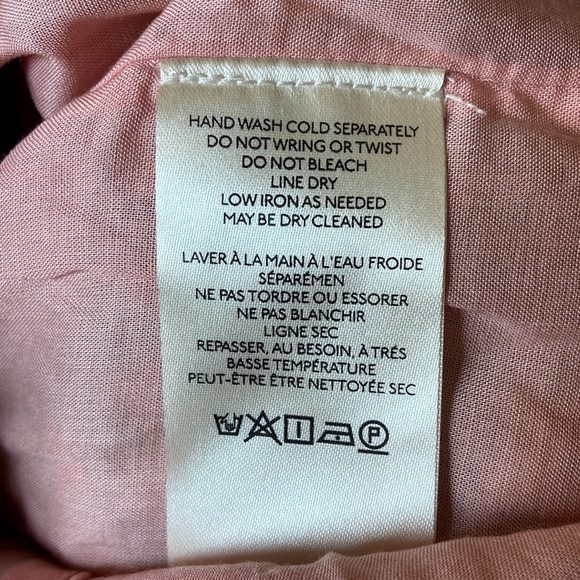 HAND WASH COLD SEPARATELY
DO NOT WRING OR TWIST
DO NOT BLEACH
LINE DRY
LOW IRON AS NEEDED
MAY BE DRY CLEANED
LAVER À LA MAIN À L'EAU FROIDE
SÉPARÉMEN
NE PAS TORDRE OU ESSORER
NE PAS BLANCHIR
LIGNE SEC
REPASSER, AU BESOIN, À TRÉS
BASSE TEMPÉRATURE
PEUT-ÊTRE ÊTRE NETTOYÉE SEC
P